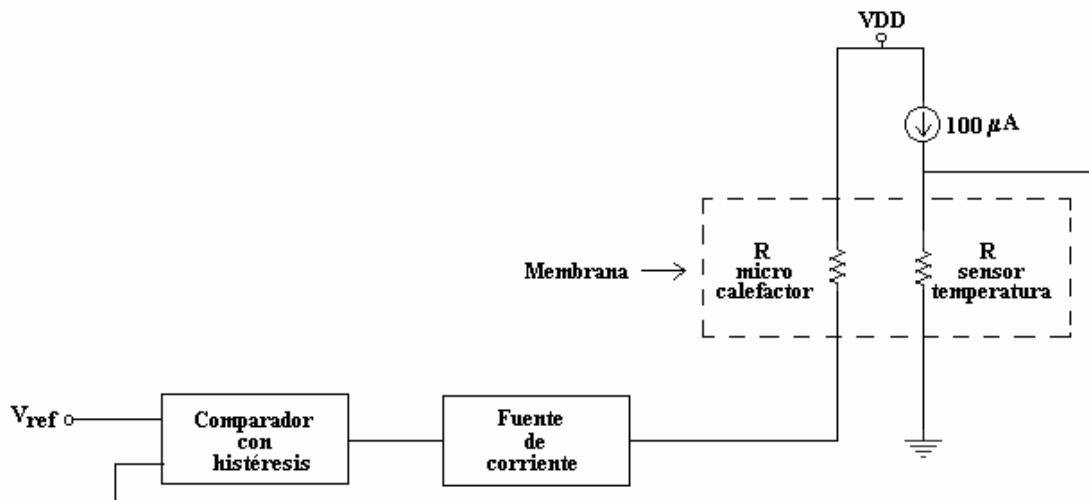 VDD
100 µA
R
micro
calefactor
R
sensor
temperatura
Membrana
Vref
Comparador
con
histéresis
Fuente
de
corriente